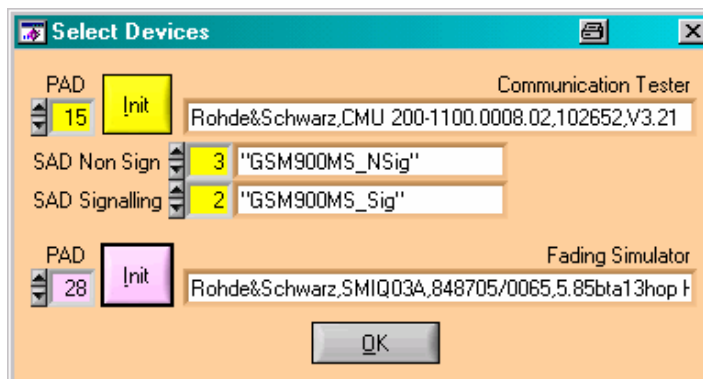 Select Devices
PAD Communication Tester
15 Init Rohde&Schwarz,CMU 200-1100.0008.02,102652,V3.21
SAD Non Sign 3 "GSM900MS_NSig"
SAD Signalling 2 "GSM900MS_Sig"
PAD Fading Simulator
28 Init Rohde&Schwarz,SMIQ03A,848705/0065,5.85bta13hop
OK